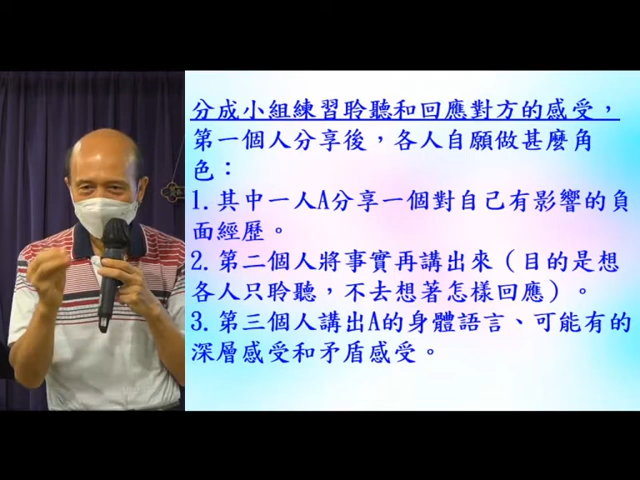 分成小組練習聆聽和回應對方的感受，
第一個人分享後，各人自願做甚麼角
色：
1.其中一人A分享一個對自己有影響的負
面經歷。
2.第二個人將事實再講出來（目的是想
各人只聆聽，不去想著怎樣回應）。
3.第三個人講出A的身體語言、可能有的
深層感受和矛盾感受。